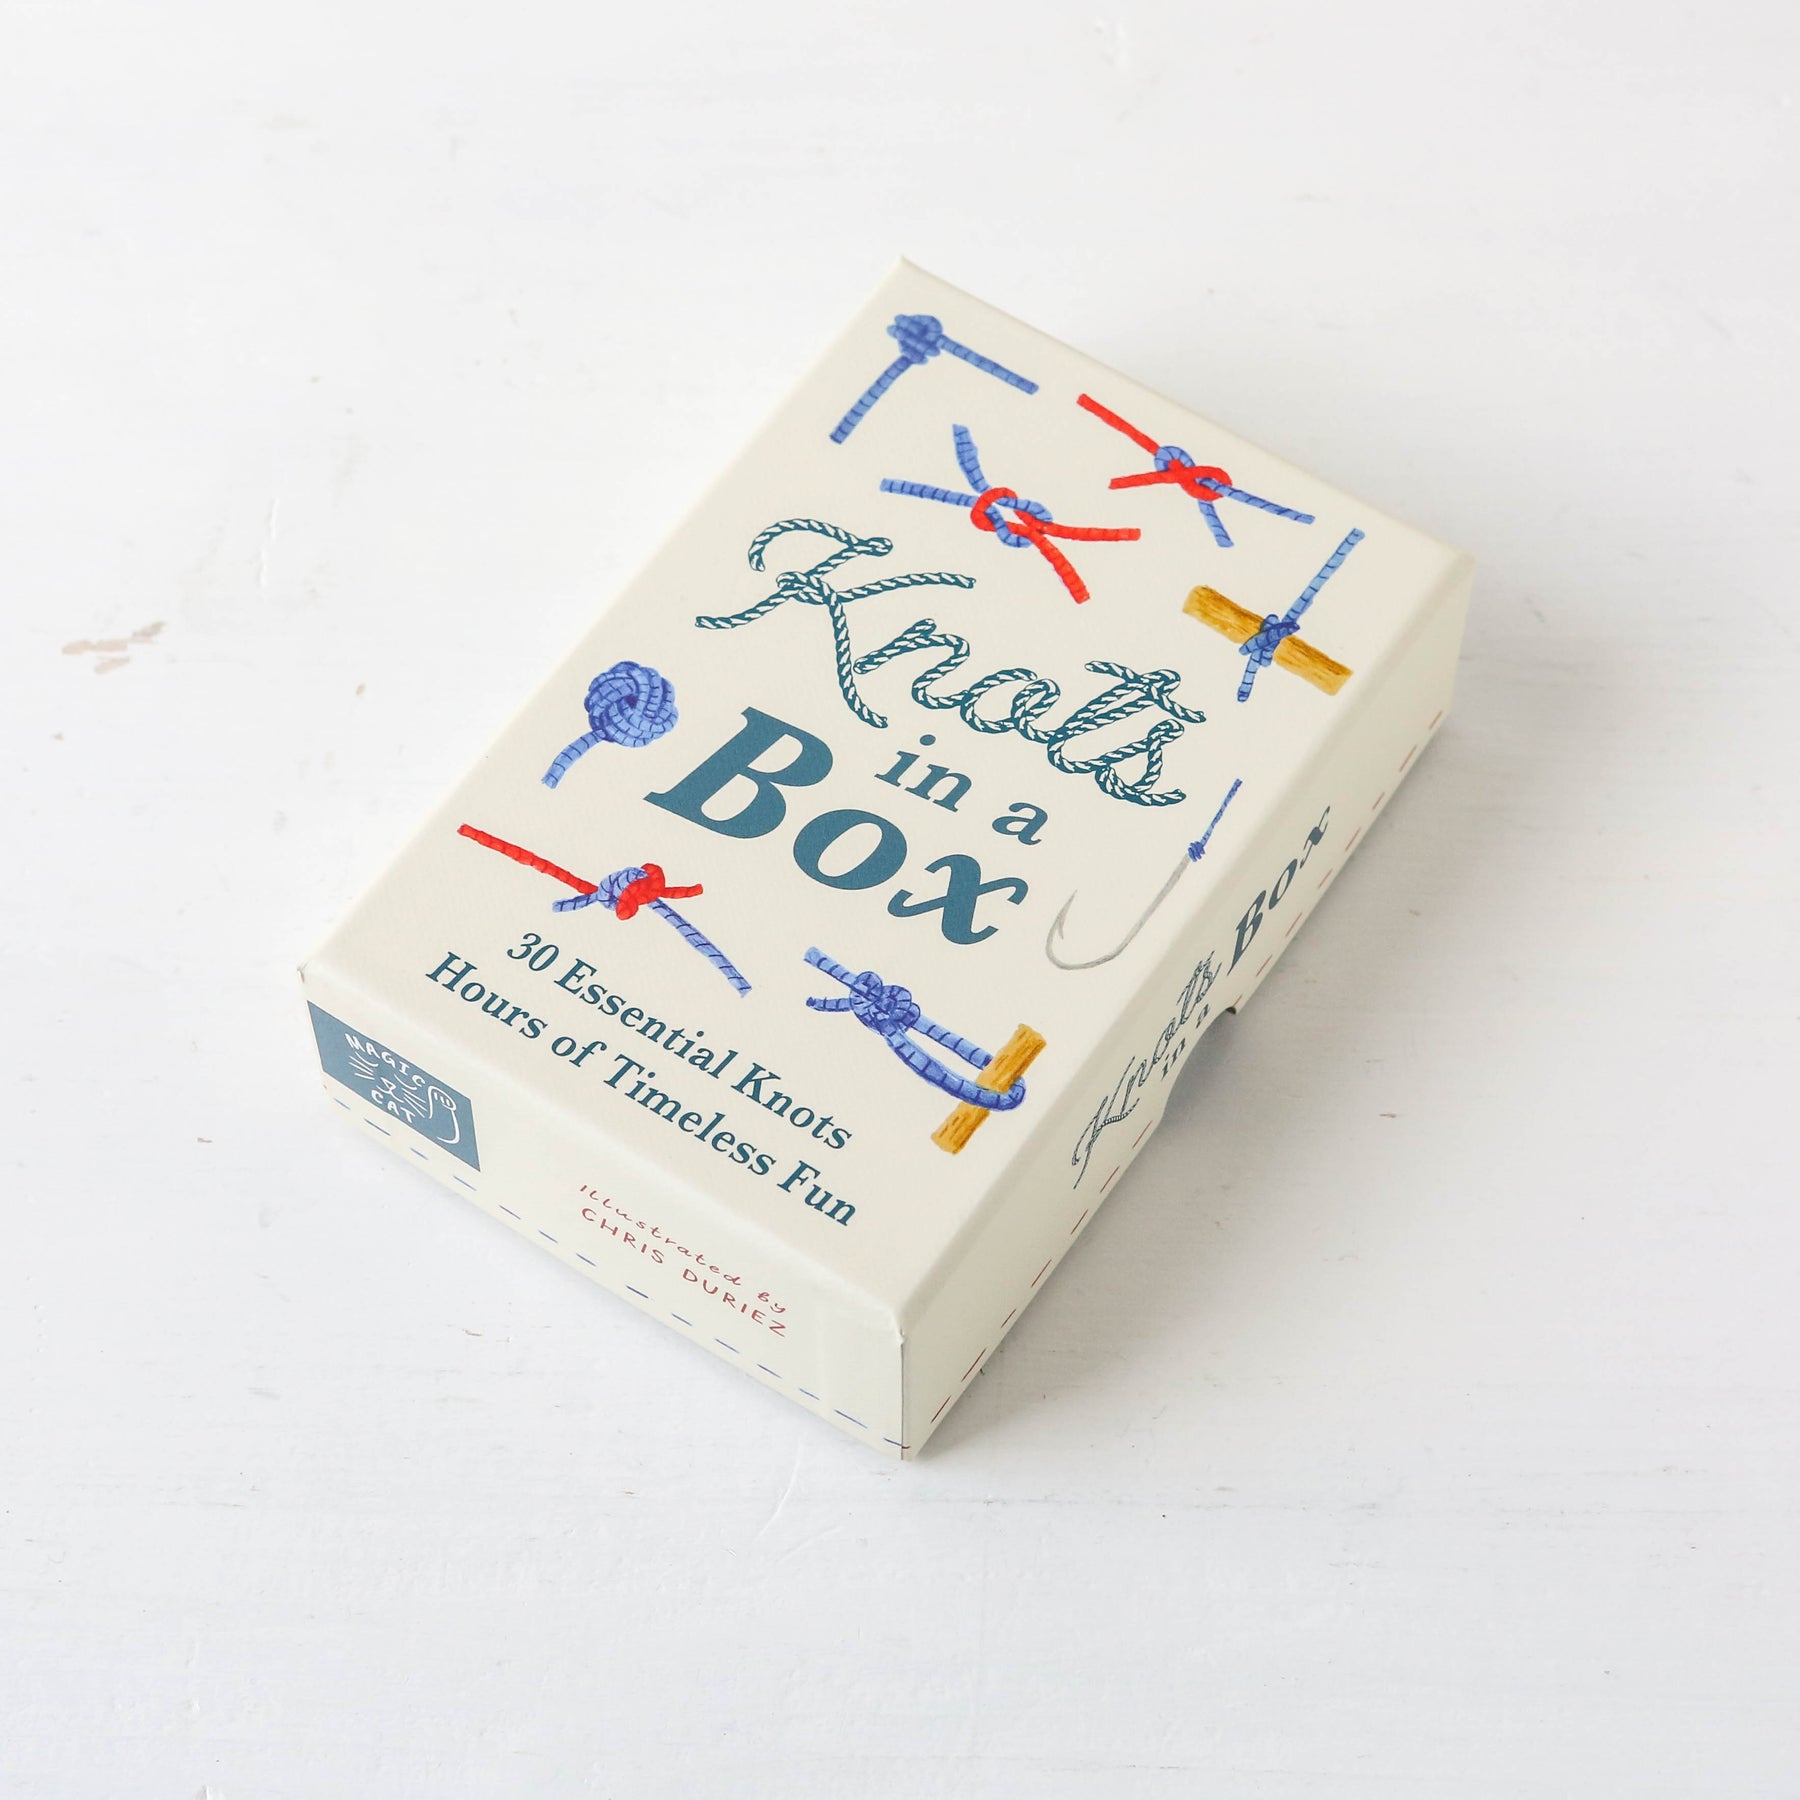 Knots
in a
Box
30 Essential Knots
Hours of Timeless Fun
MAGIC
CAT
illustrated by
CHRIS DURIEZ
Knots
in a
Box